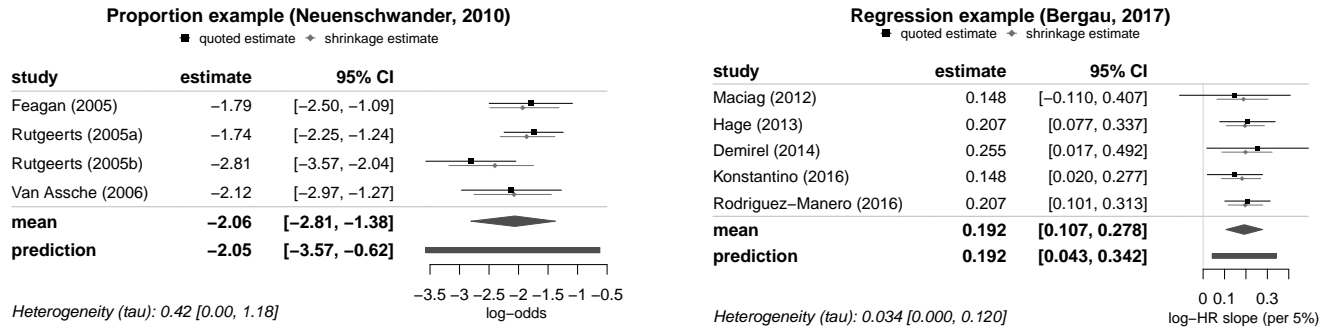 Proportion example (Neuenschwander, 2010)
quoted estimate shrinkage estimate
study estimate 95% CI
Feagan (2005) −1.79 [−2.50, −1.09]
Rutgeerts (2005a) −1.74 [−2.25, −1.24]
Rutgeerts (2005b) −2.81 [−3.57, −2.04]
Van Assche (2006) −2.12 [−2.97, −1.27]
mean −2.06 [−2.81, −1.38]
prediction −2.05 [−3.57, −0.62]
−3.5 −3 −2.5 −2 −1.5 −1 −0.5
log−odds
Heterogeneity (tau): 0.42 [0.00, 1.18]
Regression example (Bergau, 2017)
quoted estimate shrinkage estimate
study estimate 95% CI
Maciag (2012) 0.148 [−0.110, 0.407]
Hage (2013) 0.207 [0.077, 0.337]
Demirel (2014) 0.255 [0.017, 0.492]
Konstantino (2016) 0.148 [0.020, 0.277]
Rodriguez−Manero (2016) 0.207 [0.101, 0.313]
mean 0.192 [0.107, 0.278]
prediction 0.192 [0.043, 0.342]
0 0.1 0.3
log−HR slope (per 5%)
Heterogeneity (tau): 0.034 [0.000, 0.120]